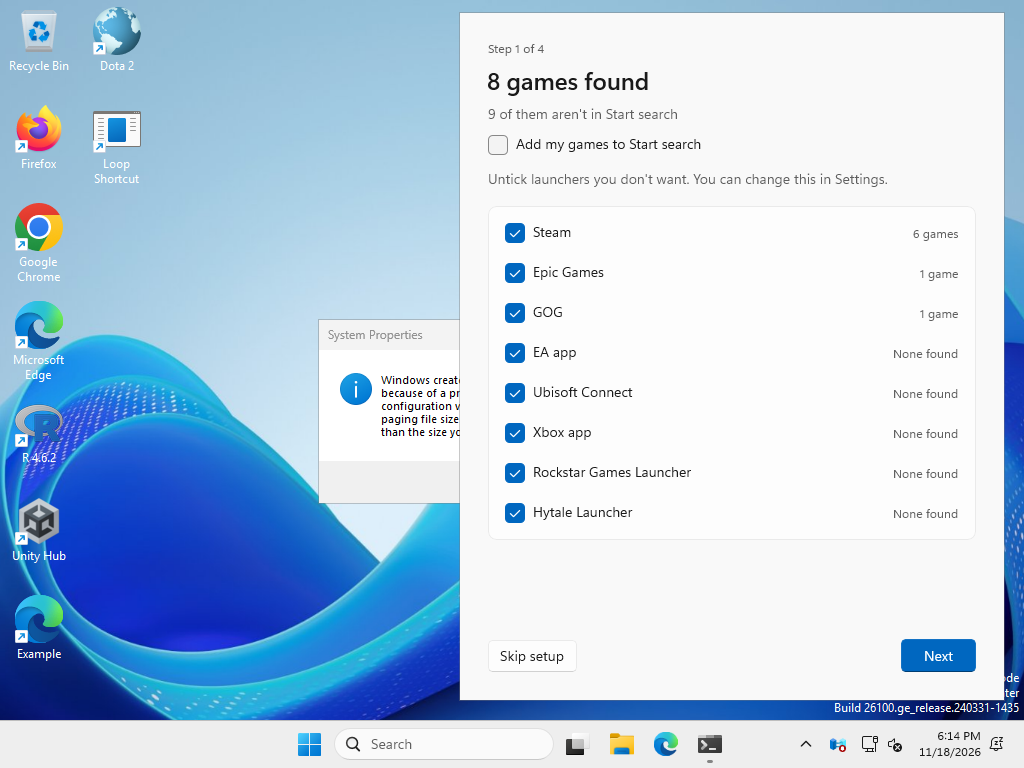 Recycle Bin
Dota 2
Firefox
Loop
Shortcut
Google
Chrome
Microsoft
Edge
R 4.6.2
Unity Hub
Example
System Properties
Windows
because of a
configuration
paging file size
than the size
Step 1 of 4
8 games found
9 of them aren't in Start search
Add my games to Start search
Untick launchers you don't want. You can change this in Settings.
Steam 6 games
Epic Games 1 game
GOG 1 game
EA app None found
Ubisoft Connect None found
Xbox app None found
Rockstar Games Launcher None found
Hytale Launcher None found
Skip setup
Next
Build 26100.ge_release.240331-1435
Search
6:14 PM
11/18/2026